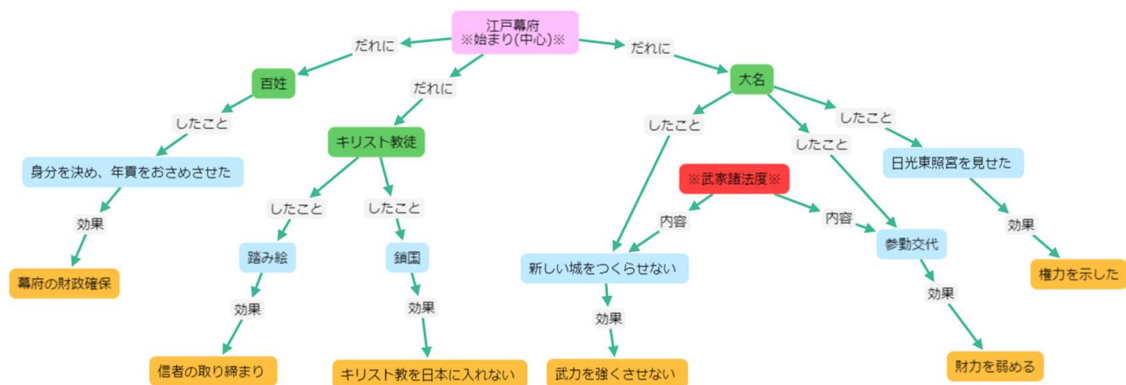 江戸幕府
※始まり(中心)※
だれに
だれに
だれに
百姓
大名
キリスト教徒
したこと
したこと
したこと
したこと
したこと
したこと
身分を決め、年貢をおさめさせた
日光東照宮を見せた
※武家諸法度※
内容
内容
効果
効果
踏み絵
鎖国
新しい城をつくらせない
参勤交代
幕府の財政確保
権力を示した
効果
効果
効果
効果
信者の取り締まり
キリスト教を日本に入れない
武力を強くさせない
財力を弱める